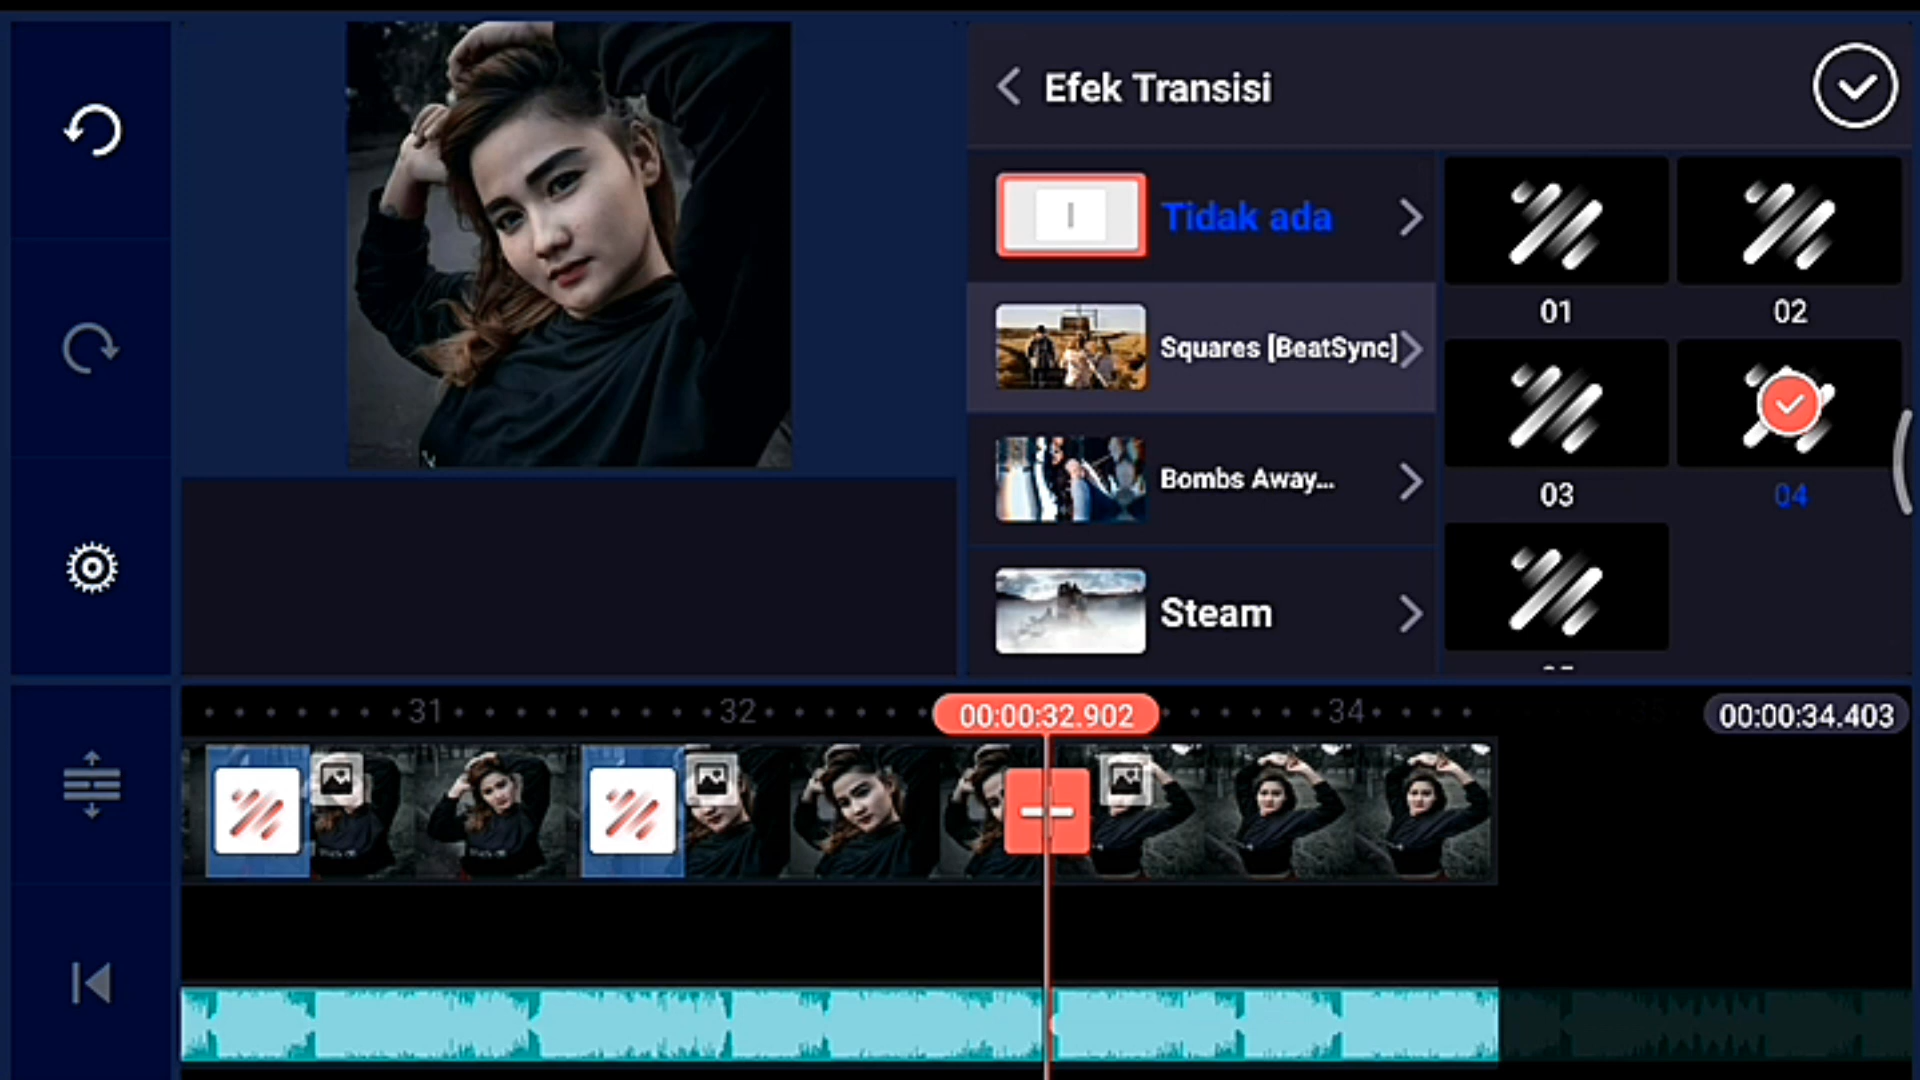 Efek Transisi
Tidak ada
Squares [BeatSync]
Bombs Away...
Steam
01
02
03
04
31
32
00:00:32.902
34
00:00:34.403